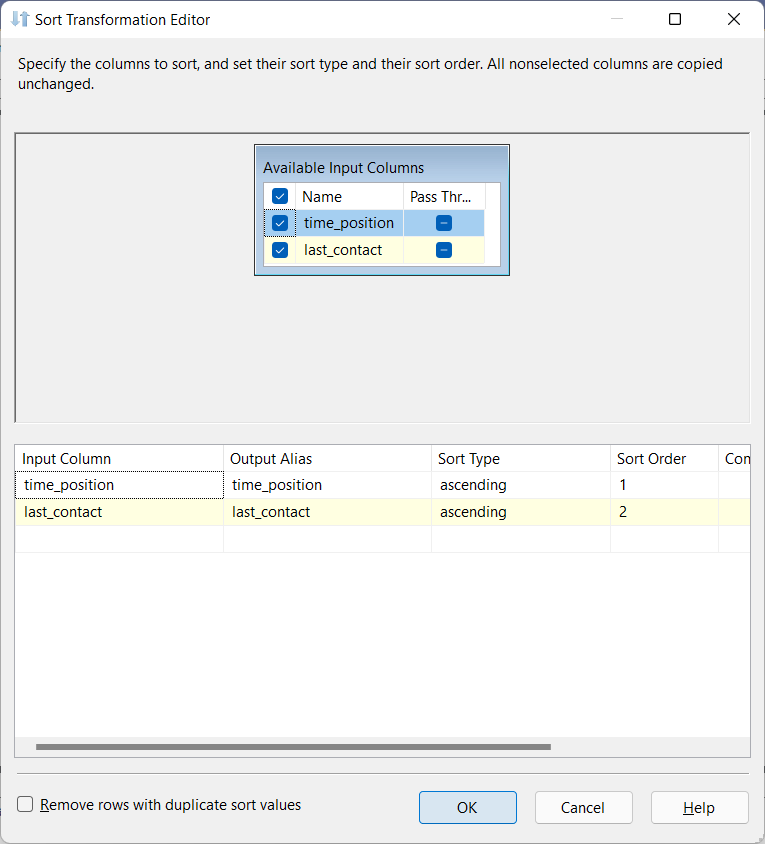 Sort Transformation Editor
Specify the columns to sort, and set their sort type and their sort order. All nonselected columns are copied
unchanged.
Available Input Columns
Name Pass Thr...
time_position
last_contact
Input Column Output Alias Sort Type Sort Order Con
time_position time_position ascending 1
last_contact last_contact ascending 2
Remove rows with duplicate sort values OK Cancel Help